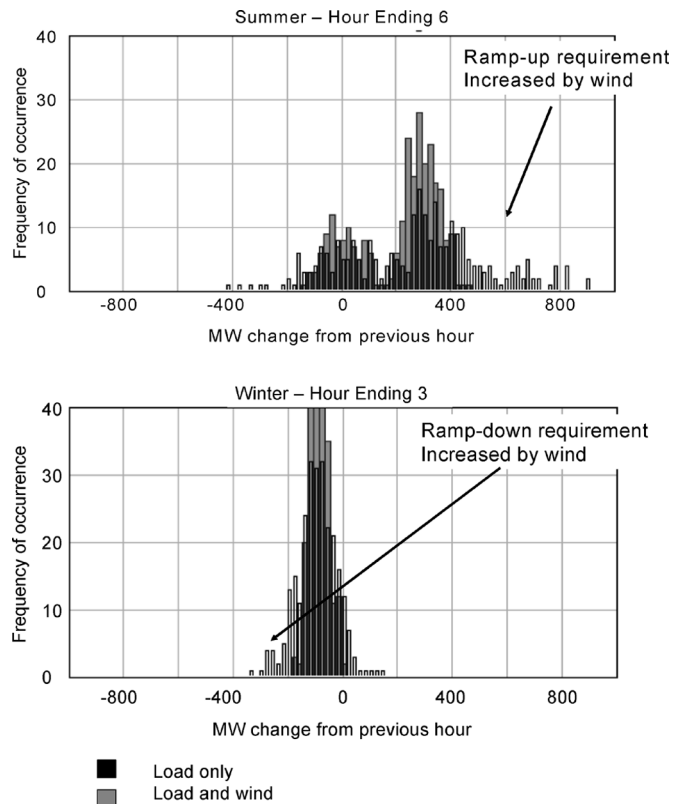 Summer – Hour Ending 6
Ramp-up requirement
Increased by wind
Frequency of occurrence
40
30
20
10
0
-800
-400
0
400
800
MW change from previous hour
Winter – Hour Ending 3
Ramp-down requirement
Increased by wind
Frequency of occurrence
40
30
20
10
0
-800
-400
0
400
800
MW change from previous hour
Load only
Load and wind